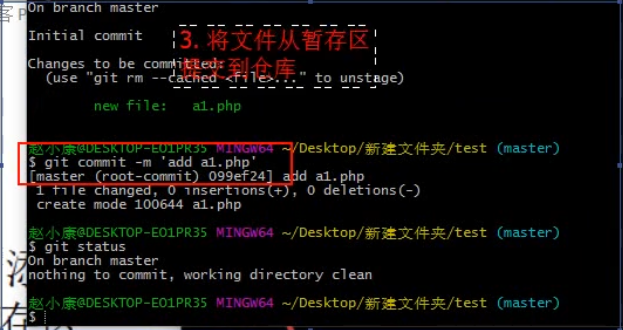 客P
On branch master
Initial commit
3. 将文件从暂存区
提交到仓库
Changes to be committed:
(use "git rm --cached <file>..." to unstage)
new file:   a1.php
赵小康@DESKTOP-EO1PR35 MINGW64 ~/Desktop/新建文件夹/test (master)
$ git commit -m 'add a1.php'
[master (root-commit) 099ef24] add a1.php
1 file changed, 0 insertions(+), 0 deletions(-)
create mode 100644 a1.php
赵小康@DESKTOP-EO1PR35 MINGW64 ~/Desktop/新建文件夹/test (master)
$ git status
On branch master
nothing to commit, working directory clean
赵小康@DESKTOP-EO1PR35 MINGW64 ~/Desktop/新建文件夹/test (master)
$